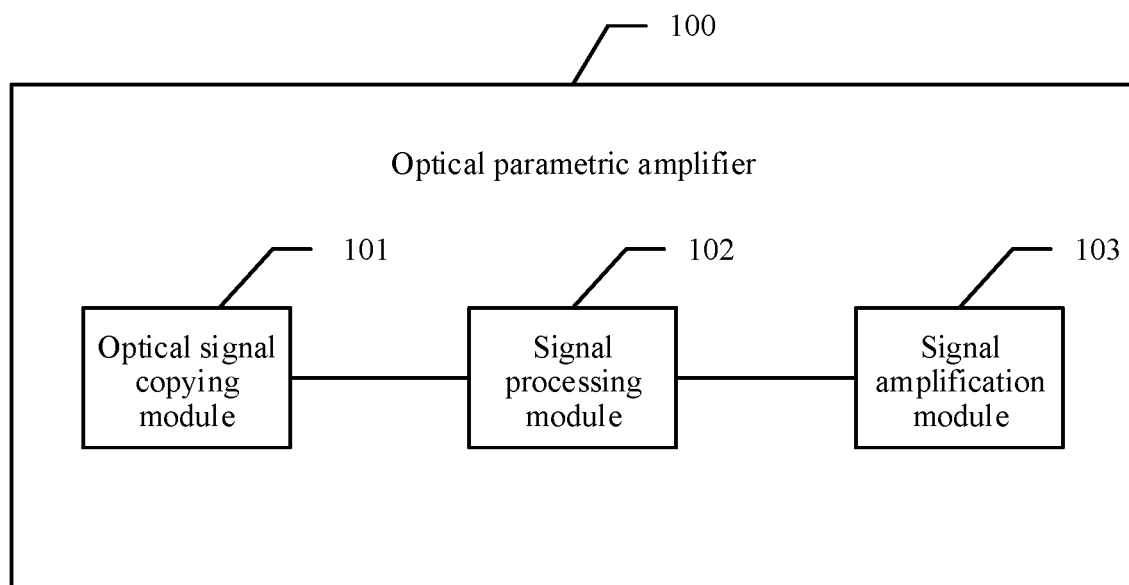 100
Optical parametric amplifier
101
102
103
Optical signal
copying
module
Signal
processing
module
Signal
amplification
module